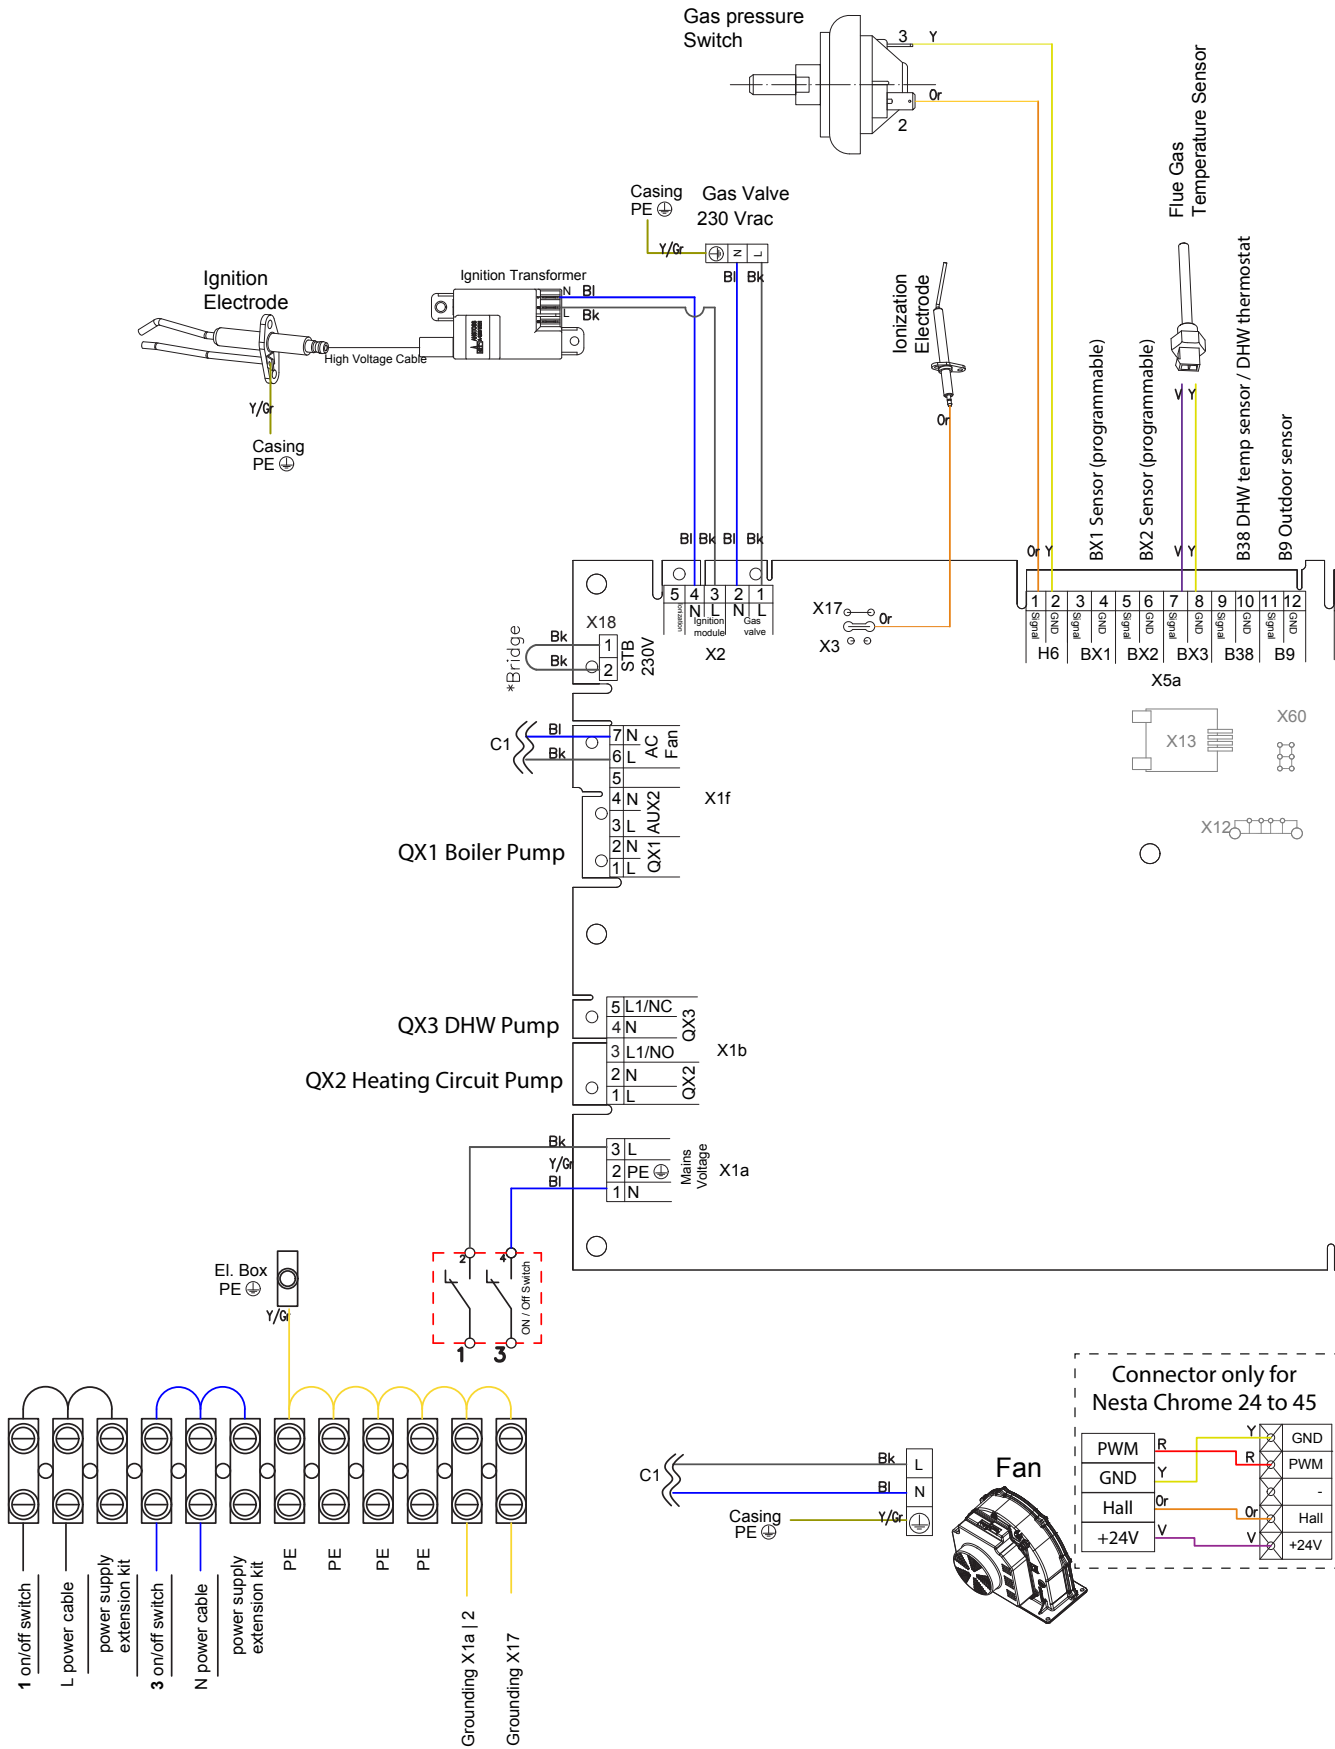 Gas pressure
Switch
3
Y
Or
2
Flue Gas
Temperature Sensor
Casing
PE
Gas Valve
230 Vrac
Y/Gr
N
L
Bl
Bk
Ignition
Electrode
Ignition Transformer
N
Bl
L
Bk
High Voltage Cable
Y/Gr
Casing
PE
Ionization
Electrode
Or
V
Y
BX1 Sensor (programmable)
BX2 Sensor (programmable)
B38 DHW temp sensor / DHW thermostat
B9 Outdoor sensor
Bl
Bk
Bl
Bk
Or
Y
V
Y
5 4 3 2 1
Ionization
N L N L
Ignition
module
Gas
valve
X2
X17
Or
X3
1 2 3 4 5 6 7 8 9 10 11 12
Signal GND Signal GND Signal GND Signal GND Signal GND Signal GND
H6 BX1 BX2 BX3 B38 B9
X5a
X18
*Bridge
Bk
1
Bk
2
STB
230V
X13
X60
X12
C1
Bl
Bk
7 N
6 L
AC
Fan
5
4 N
3 L
AUX2
2 N
1 L
QX1
X1f
QX1 Boiler Pump
QX3 DHW Pump
5 L1/NC
4 N
QX3
3 L1/NO
2 N
1 L
QX2
X1b
QX2 Heating Circuit Pump
Bk
Y/Gr
Bl
3 L
2 PE
1 N
Mains
Voltage
X1a
2
4
ON / Off Switch
1
3
El. Box
PE
Y/Gr
1 on/off switch
L power cable
power supply
extension kit
3 on/off switch
N power cable
power supply
extension kit
PE
PE
PE
PE
Grounding X1a | 2
Grounding X17
C1
Bk
L
Bl
N
Casing
PE
Y/Gr
Fan
Connector only for
Nesta Chrome 24 to 45
PWM
GND
Hall
+24V
R
Y
Or
V
Y
R
Or
V
GND
PWM
-
Hall
+24V